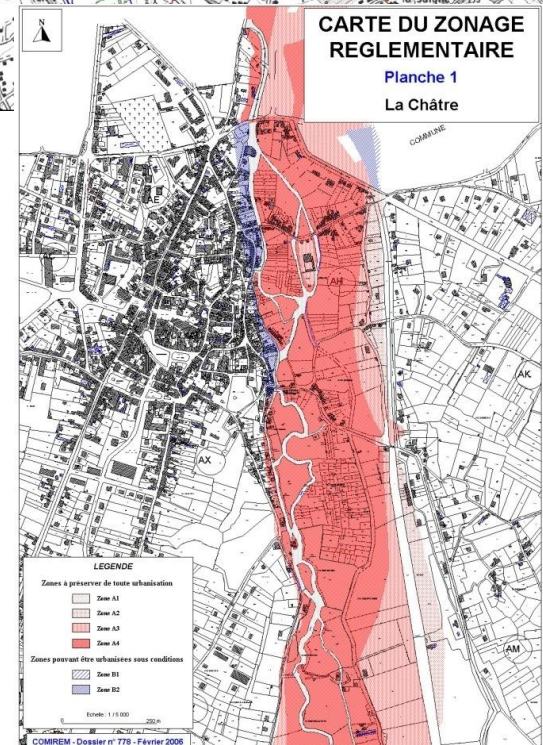 N
CARTE DU ZONAGE
REGLEMENTAIRE
Planche 1
La Châtre
COMMUNE
AE
AH
AK
AX
AM
LEGENDE
Zones à préserver de toute urbanisation
Zone A1
Zone A2
Zone A3
Zone A4
Zones pouvant être urbanisées sous conditions
Zone B1
Zone B2
Echelle : 1 / 5 000
0 250 m
COMIREM - Dossier n° 778 - Février 2006